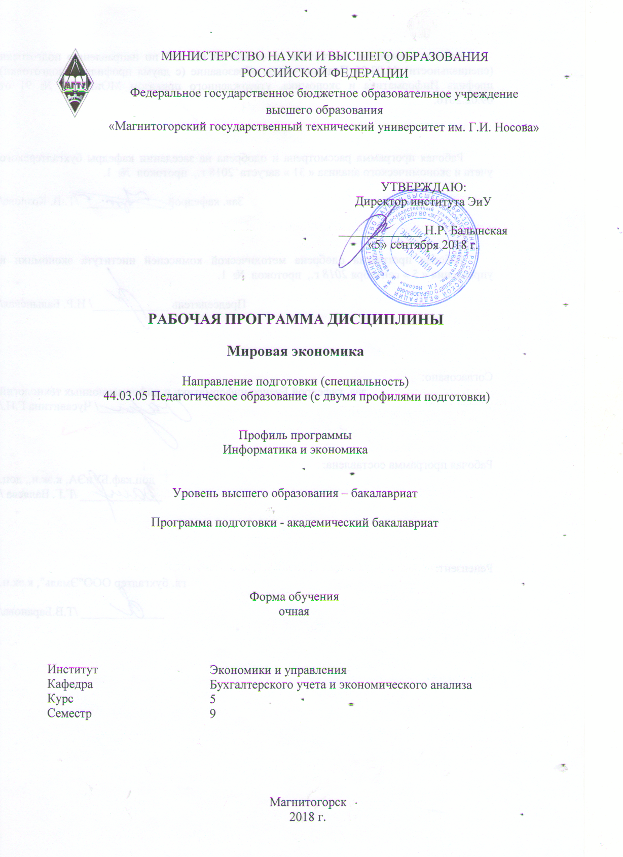 МИНИСТЕРСТВО НАУКИ И ВЫСШЕГО ОБРАЗОВАНИЯ
РОССИЙСКОЙ ФЕДЕРАЦИИ
Федеральное государственное бюджетное образовательное учреждение
высшего образования
«Магнитогорский государственный технический университет им. Г.И. Носова»
УТВЕРЖДАЮ:
Директор института ЭиУ
Н.Р. Балынская
«5» сентября 2018 г.
РАБОЧАЯ ПРОГРАММА ДИСЦИПЛИНЫ
Мировая экономика
Направление подготовки (специальность)
44.03.05 Педагогическое образование (с двумя профилями подготовки)
Профиль программы
Информатика и экономика
Уровень высшего образования – бакалавриат
Программа подготовки - академический бакалавриат
Форма обучения
очная
Институт Экономики и управления
Кафедра Бухгалтерского учета и экономического анализа
Курс 5
Семестр 9
Магнитогорск
2018 г.